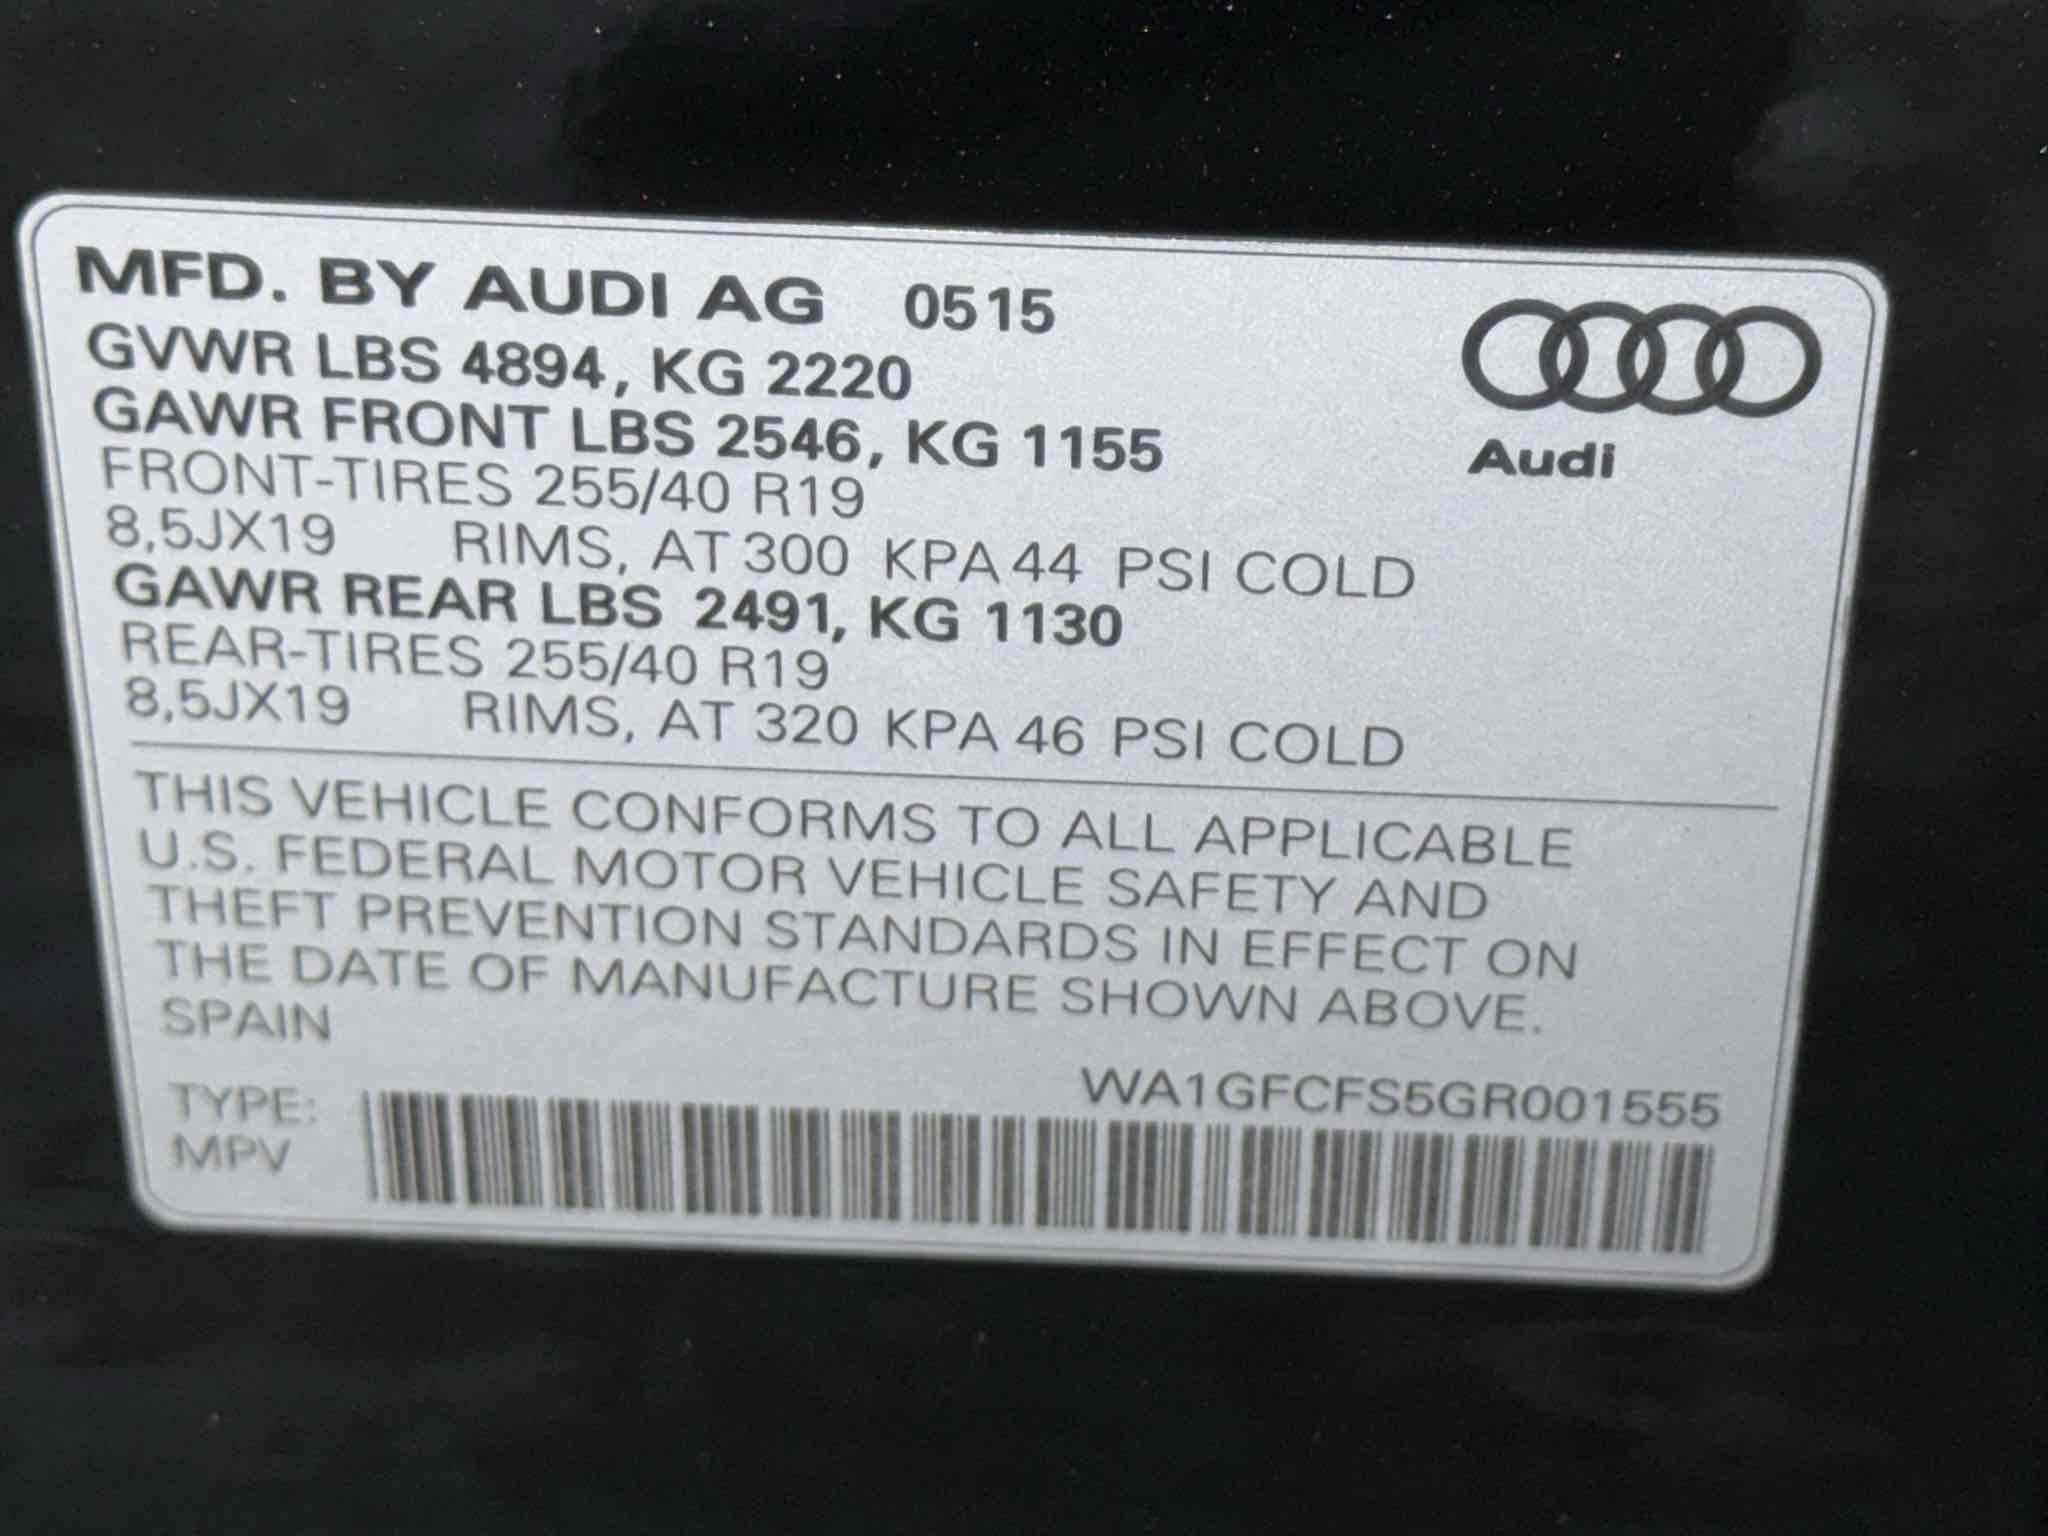 MFD. BY AUDI AG 0515
GVWR LBS 4894, KG 2220
GAWR FRONT LBS 2546, KG 1155
Audi
FRONT-TIRES 255/40 R19
8,5JX19 RIMS, AT 300 KPA 44 PSI COLD
GAWR REAR LBS 2491, KG 1130
REAR-TIRES 255/40 R19
8,5JX19 RIMS, AT 320 KPA 46 PSI COLD
THIS VEHICLE CONFORMS TO ALL APPLICABLE
U.S. FEDERAL MOTOR VEHICLE SAFETY AND
THEFT PREVENTION STANDARDS IN EFFECT ON
THE DATE OF MANUFACTURE SHOWN ABOVE.
SPAIN
WA1GFCFS5GR001555
TYPE:
MPV